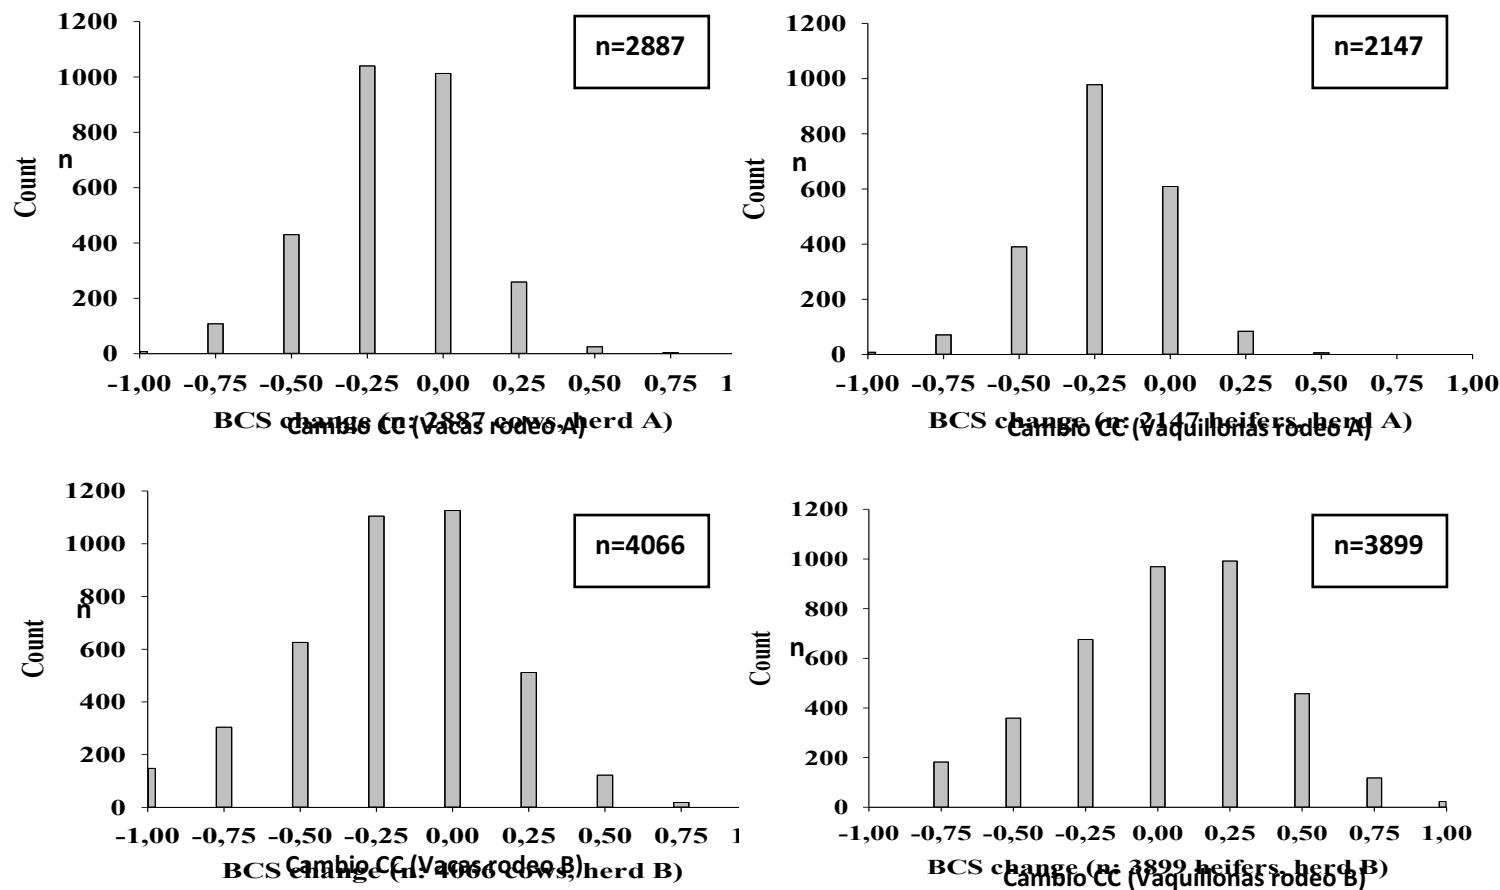 1200
1000
800
600
400
200
0
Count
n
n=2887
-1,00 -0,75 -0,50 -0,25 0,00 0,25 0,50 0,75 1
BCS change (n: 2887 cows, herd A)
Cambio CC (Vacas rodeo A)
1200
1000
800
600
400
200
0
Count
n
n=2147
-1,00 -0,75 -0,50 -0,25 0,00 0,25 0,50 0,75 1,00
BCS change (n: 2147 heifers, herd A)
Cambio CC (Vaquillonas rodeo A)
1200
1000
800
600
400
200
0
Count
n
n=4066
-1,00 -0,75 -0,50 -0,25 0,00 0,25 0,50 0,75 1
BCS change (n: 4066 cows, herd B)
Cambio CC (Vacas rodeo B)
1200
1000
800
600
400
200
0
Count
n
n=3899
-1,00 -0,75 -0,50 -0,25 0,00 0,25 0,50 0,75 1,00
BCS change (n: 3899 heifers, herd B)
Cambio CC (Vaquillonas rodeo B)